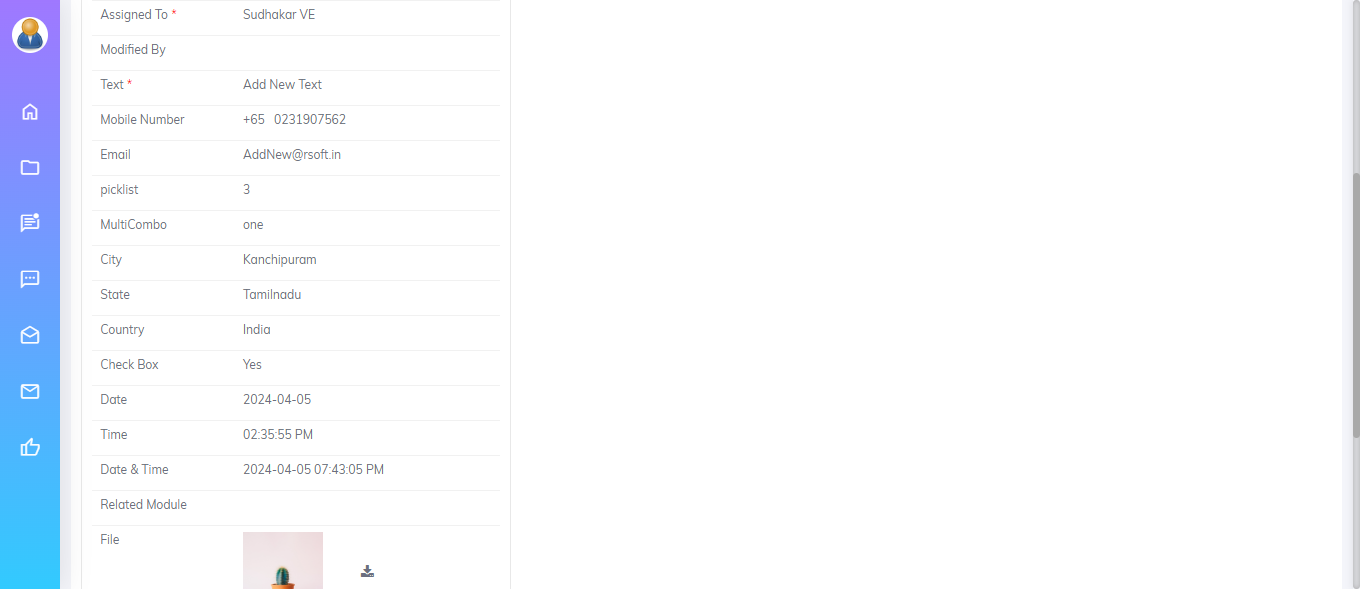 Assigned To * Sudhakar VE
Modified By
Text * Add New Text
Mobile Number +65 0231907562
Email AddNew@rsoft.in
picklist 3
MultiCombo one
City Kanchipuram
State Tamilnadu
Country India
Check Box Yes
Date 2024-04-05
Time 02:35:55 PM
Date & Time 2024-04-05 07:43:05 PM
Related Module
File